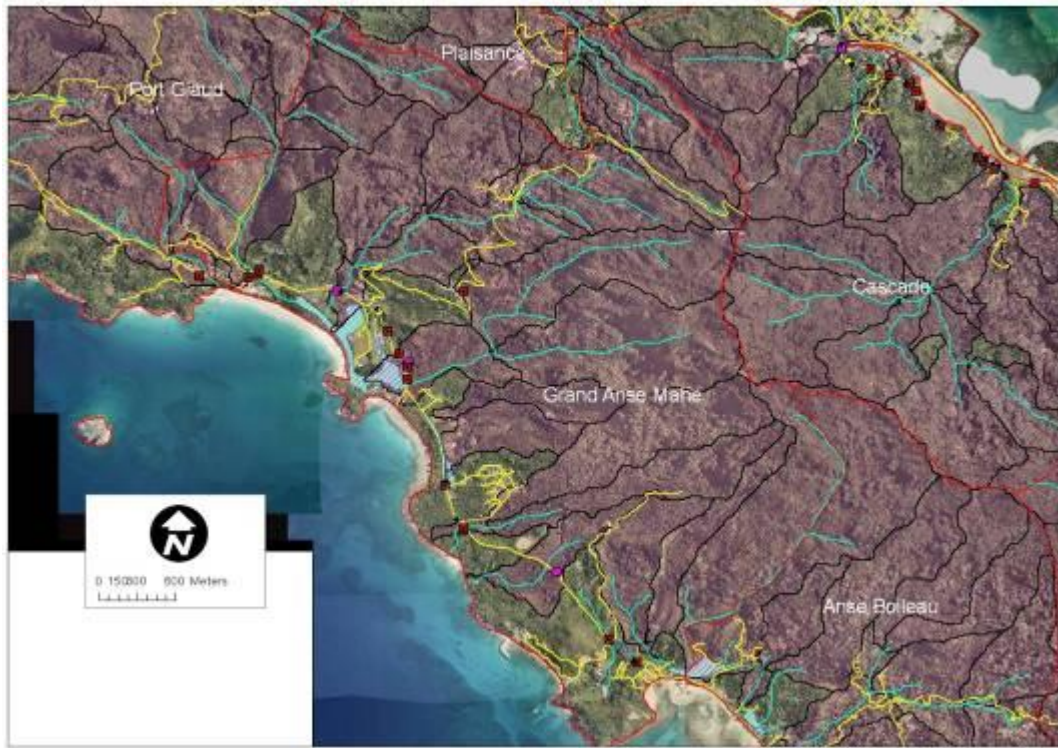 Plaisance
Port Glaud
Cascade
Grand Anse Mahe
Anse Boileau
N
0 150300 600 Meters